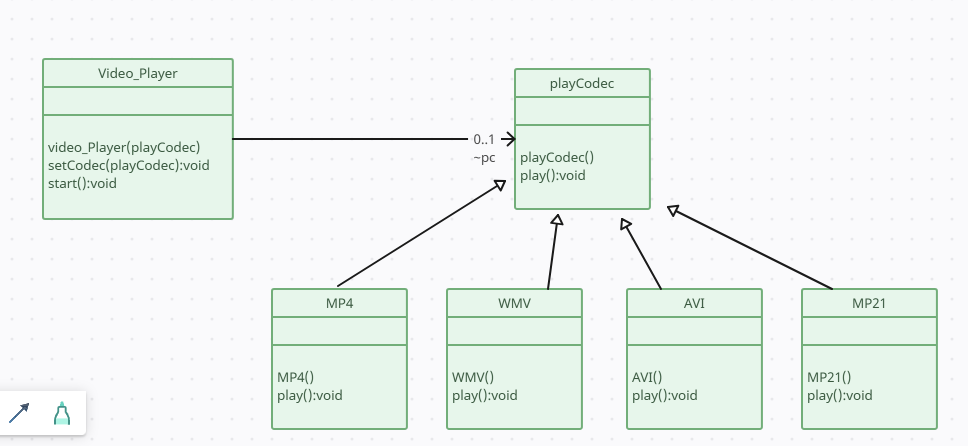 Video_Player
video_Player(playCodec)
setCodec(playCodec):void
start():void
0..1
~pc
playCodec
playCodec()
play():void
MP4
MP4()
play():void
WMV
WMV()
play():void
AVI
AVI()
play():void
MP21
MP21()
play():void